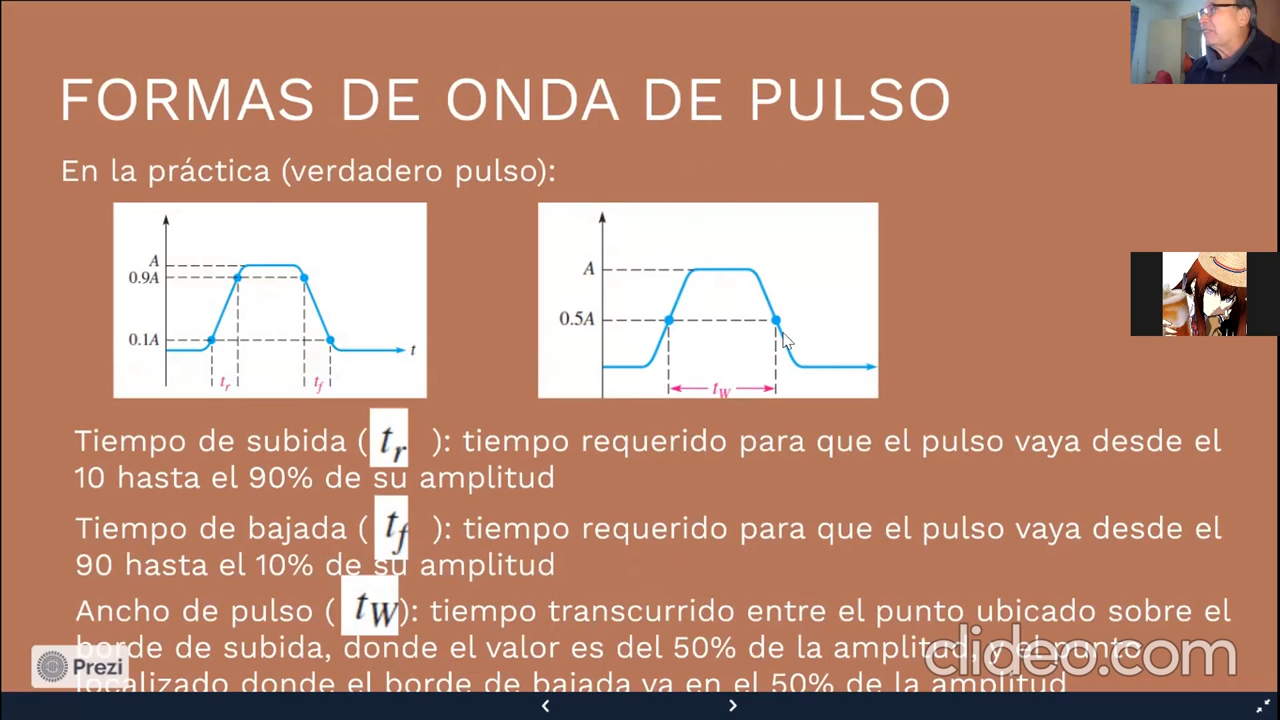 FORMAS DE ONDA DE PULSO
En la práctica (verdadero pulso):
A
0.9A
0.1A
t
tr
tf
A
0.5A
tW
Tiempo de subida ( tr ): tiempo requerido para que el pulso vaya desde el
10 hasta el 90% de su amplitud
Tiempo de bajada ( tf ): tiempo requerido para que el pulso vaya desde el
90 hasta el 10% de su amplitud
Ancho de pulso ( tW): tiempo transcurrido entre el punto ubicado sobre el
borde de subida, donde el valor es del 50% de la amplitud, y el punto
localizado donde el borde de bajada va en el 50% de la amplitud
Prezi
clideo.com